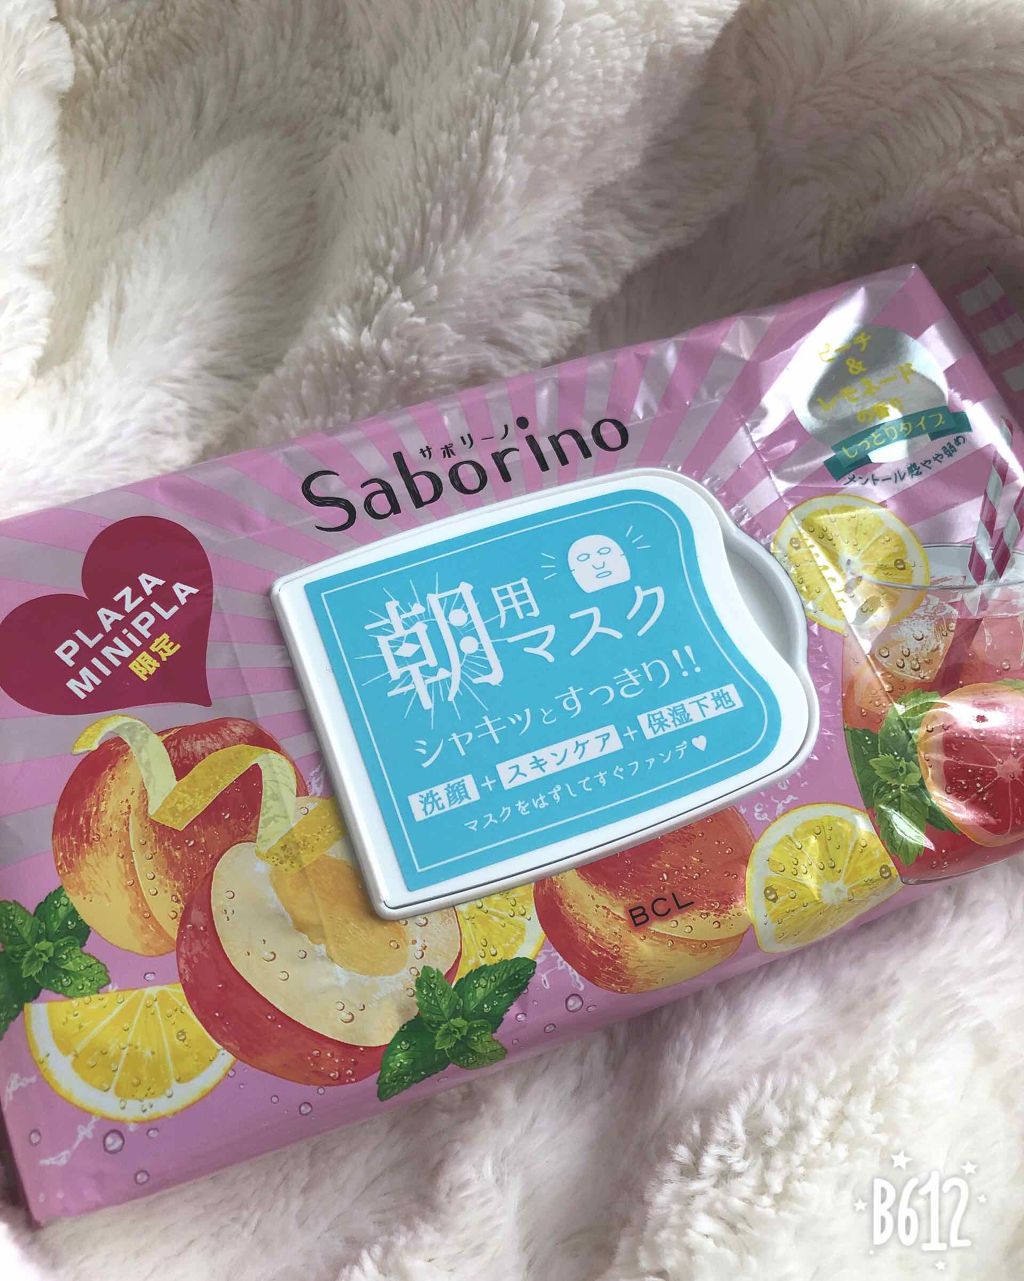 サボリーノ
Saborino
PLAZA
MINiPLA
限定
ピーチ
&
レモネード
の香り
しっとりタイプ
メントール感やや弱め
朝用
マスク
シャキッとすっきり!!
洗顔+スキンケア+保湿下地
マスクをはずしてすぐファンデ♥
BCL
B612